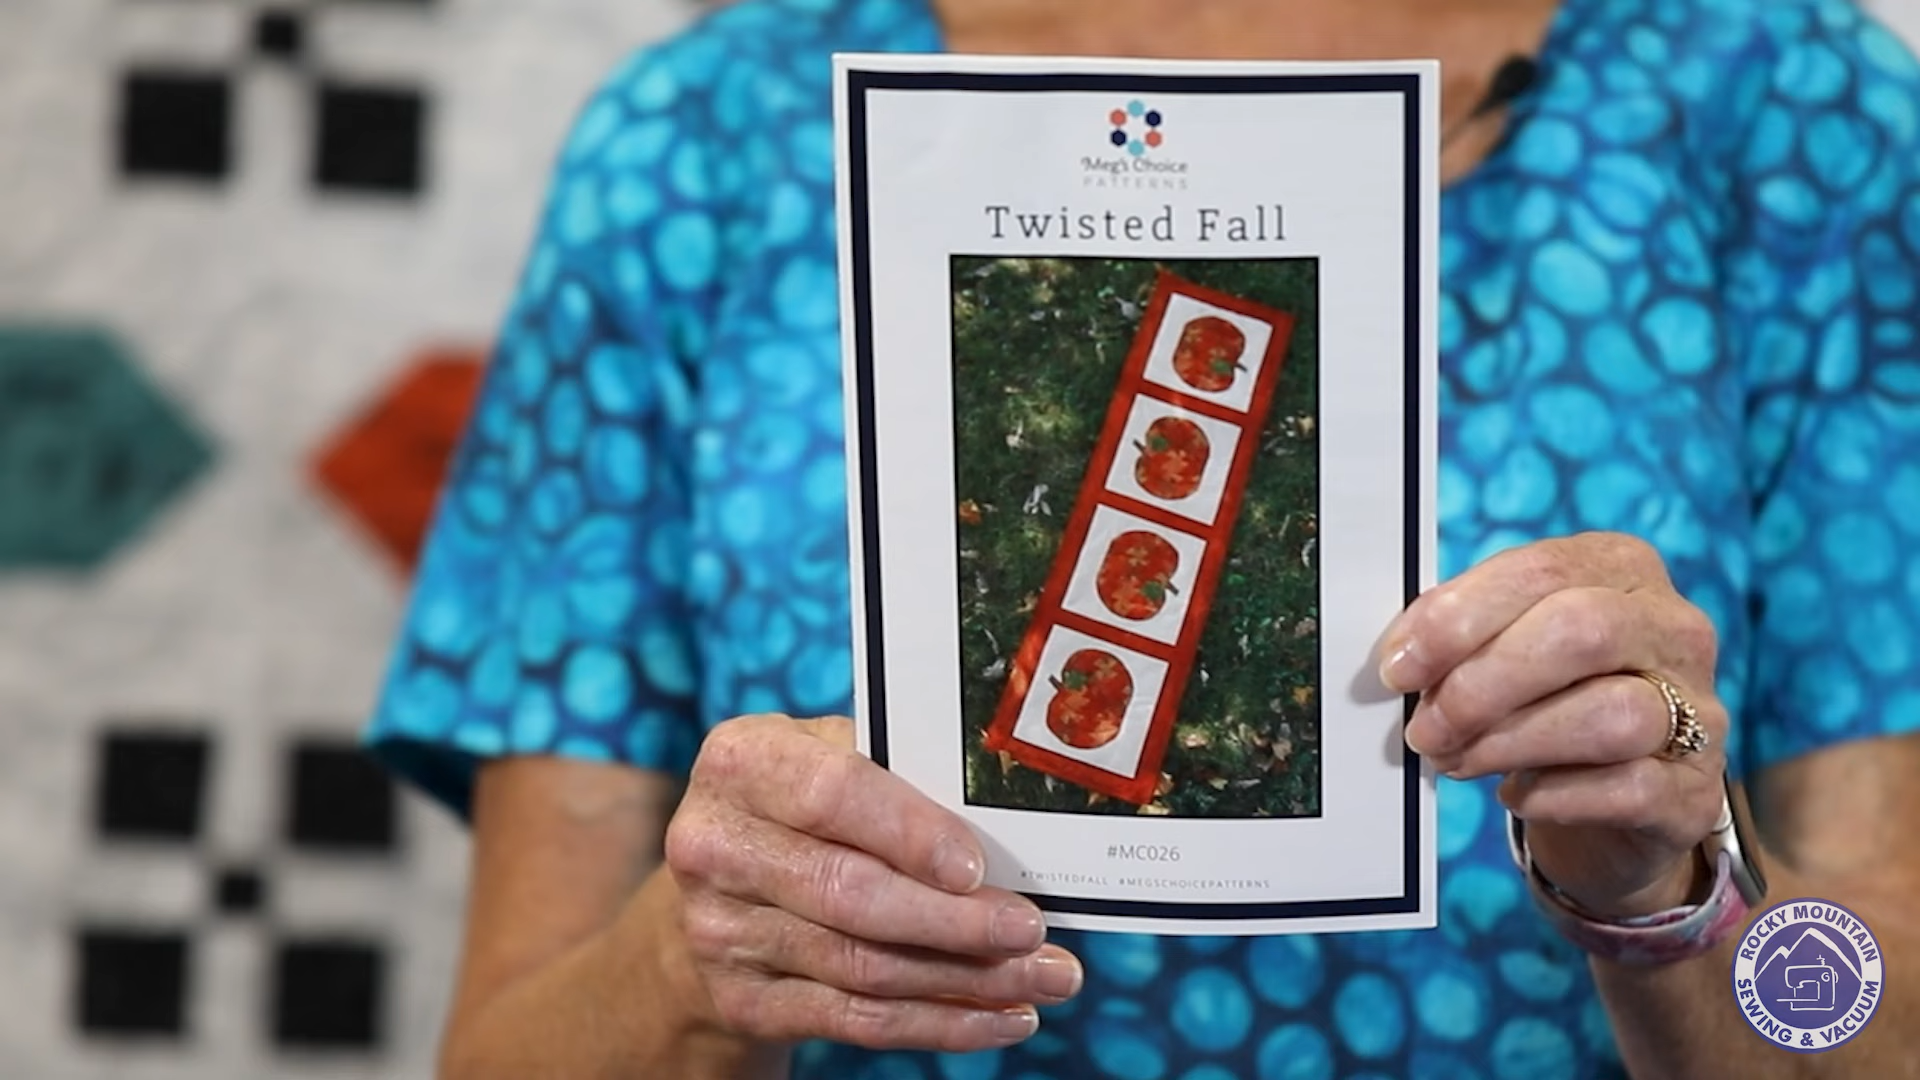 Meg's Choice
PATTERNS
Twisted Fall
#MC026
#TWISTEDFALL #MEGSCHOICEPATTERNS
ROCKY MOUNTAIN
SEWING & VACUUM